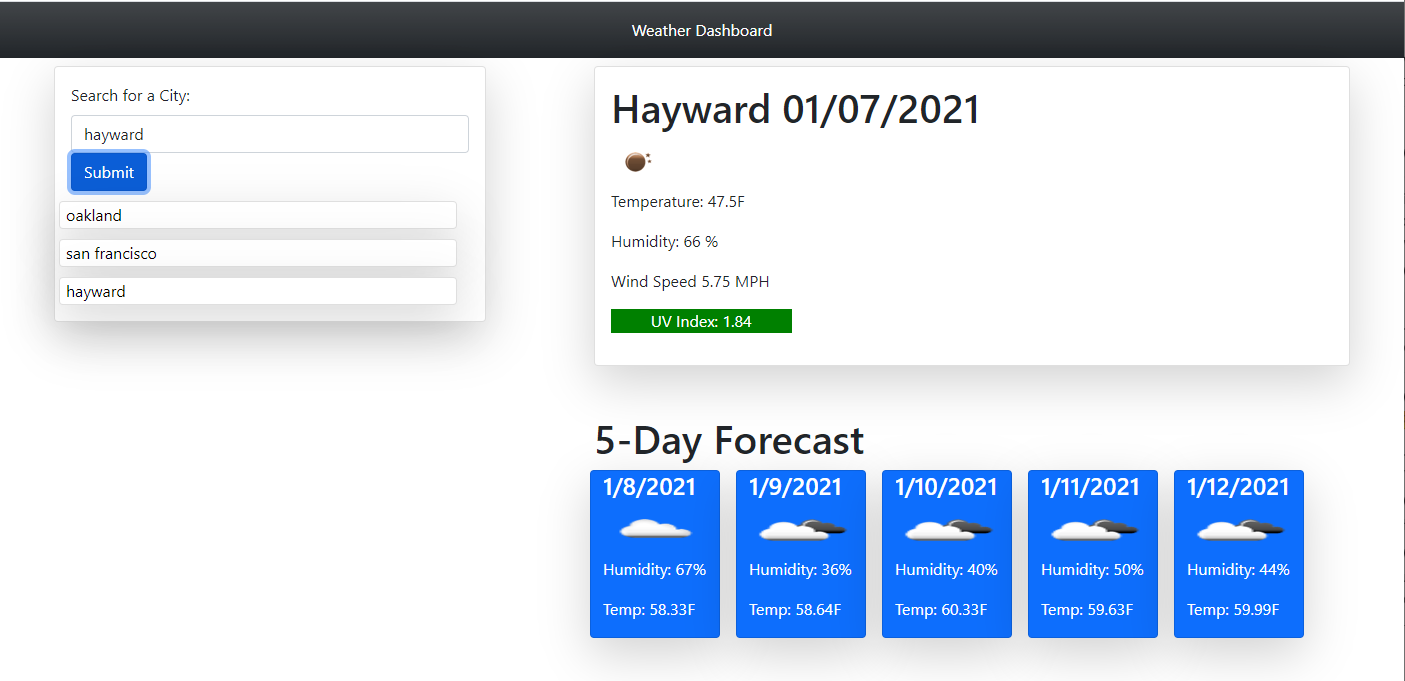 Weather Dashboard
Search for a City:
hayward
Submit
oakland
san francisco
hayward
Hayward 01/07/2021
Temperature: 47.5F
Humidity: 66 %
Wind Speed 5.75 MPH
UV Index: 1.84
5-Day Forecast
1/8/2021
Humidity: 67%
Temp: 58.33F
1/9/2021
Humidity: 36%
Temp: 58.64F
1/10/2021
Humidity: 40%
Temp: 60.33F
1/11/2021
Humidity: 50%
Temp: 59.63F
1/12/2021
Humidity: 44%
Temp: 59.99F